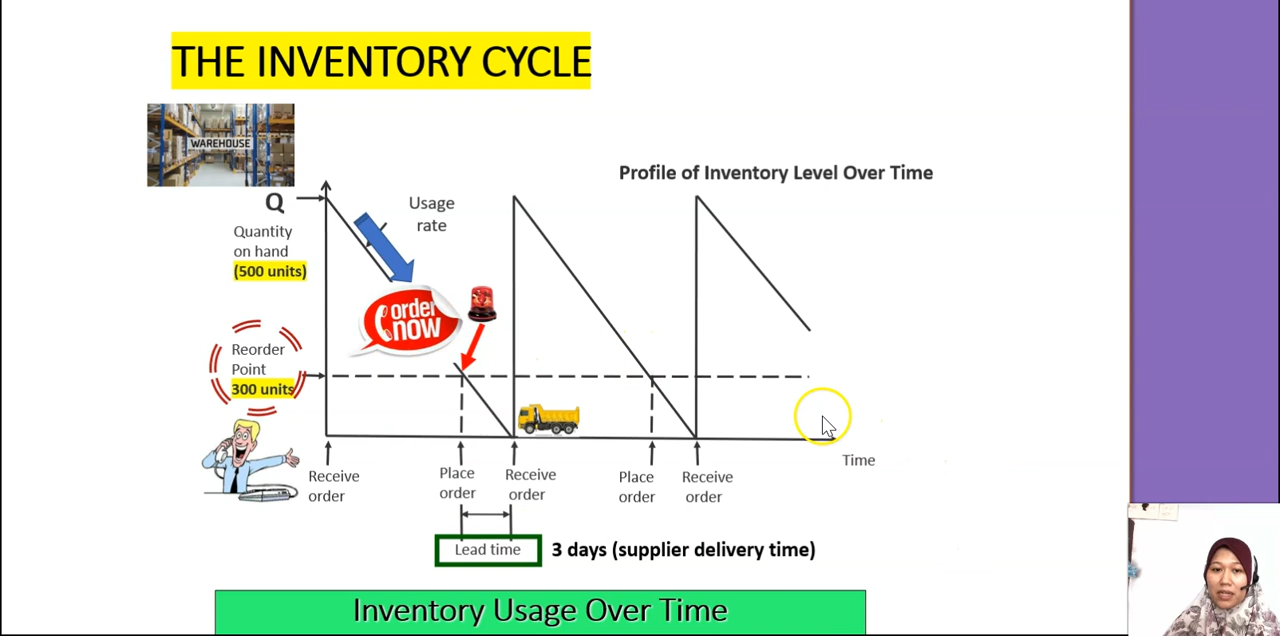 THE INVENTORY CYCLE
WAREHOUSE
Profile of Inventory Level Over Time
Q
Quantity
on hand
(500 units)
Usage
rate
order
now
Reorder
Point
300 units
Time
Receive
order
Place
order
Receive
order
Place
order
Receive
order
Lead time
3 days (supplier delivery time)
Inventory Usage Over Time